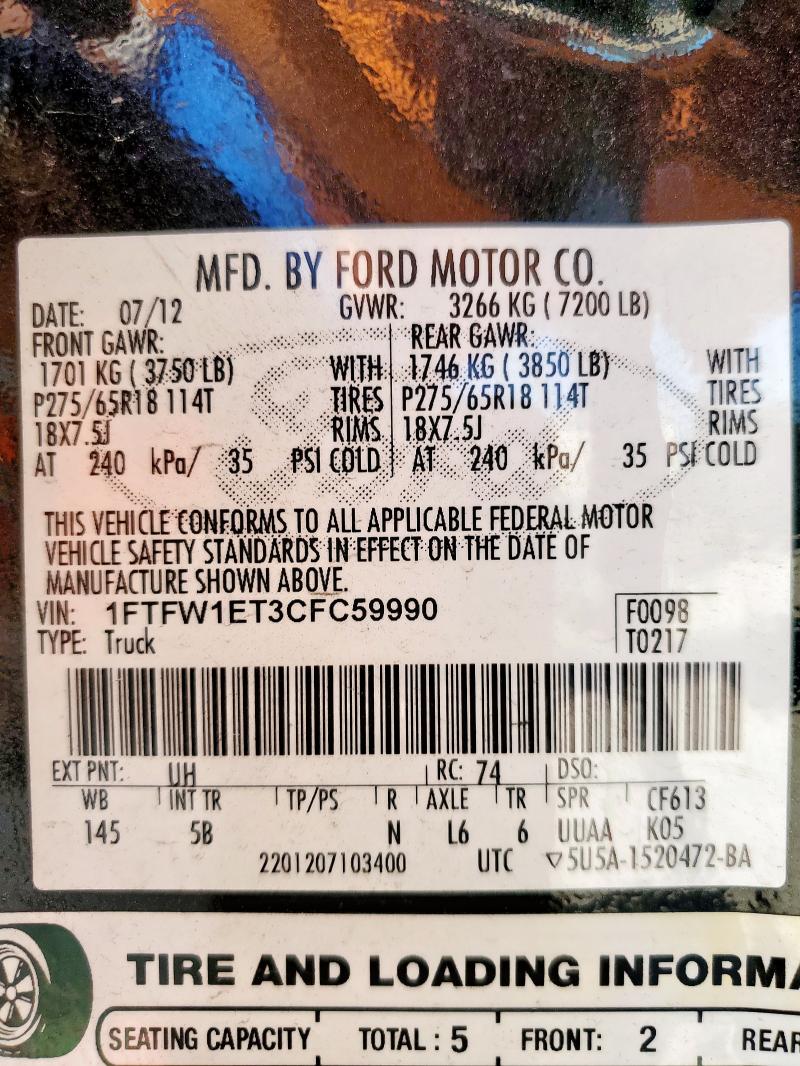 MFD. BY FORD MOTOR CO.
DATE: 07/12 GVWR: 3266 KG ( 7200 LB)
FRONT GAWR: REAR GAWR:
1701 KG ( 3750 LB) WITH 1746 KG ( 3850 LB) WITH
P275/65R18 114T TIRES P275/65R18 114T TIRES
18X7.5J RIMS 18X7.5J RIMS
AT 240 kPa/ 35 PSI COLD AT 240 kPa/ 35 PSI COLD
THIS VEHICLE CONFORMS TO ALL APPLICABLE FEDERAL MOTOR
VEHICLE SAFETY STANDARDS IN EFFECT ON THE DATE OF
MANUFACTURE SHOWN ABOVE.
VIN: 1FTFW1ET3CFC59990 F0098
TYPE: Truck T0217
EXT PNT: UH RC: 74 DSO:
WB INT TR TP/PS R AXLE TR SPR CF613
145 5B N L6 6 UUAA K05
2201207103400 UTC ▽5U5A-1520472-BA
TIRE AND LOADING INFORMA
SEATING CAPACITY TOTAL : 5 FRONT: 2 REAR